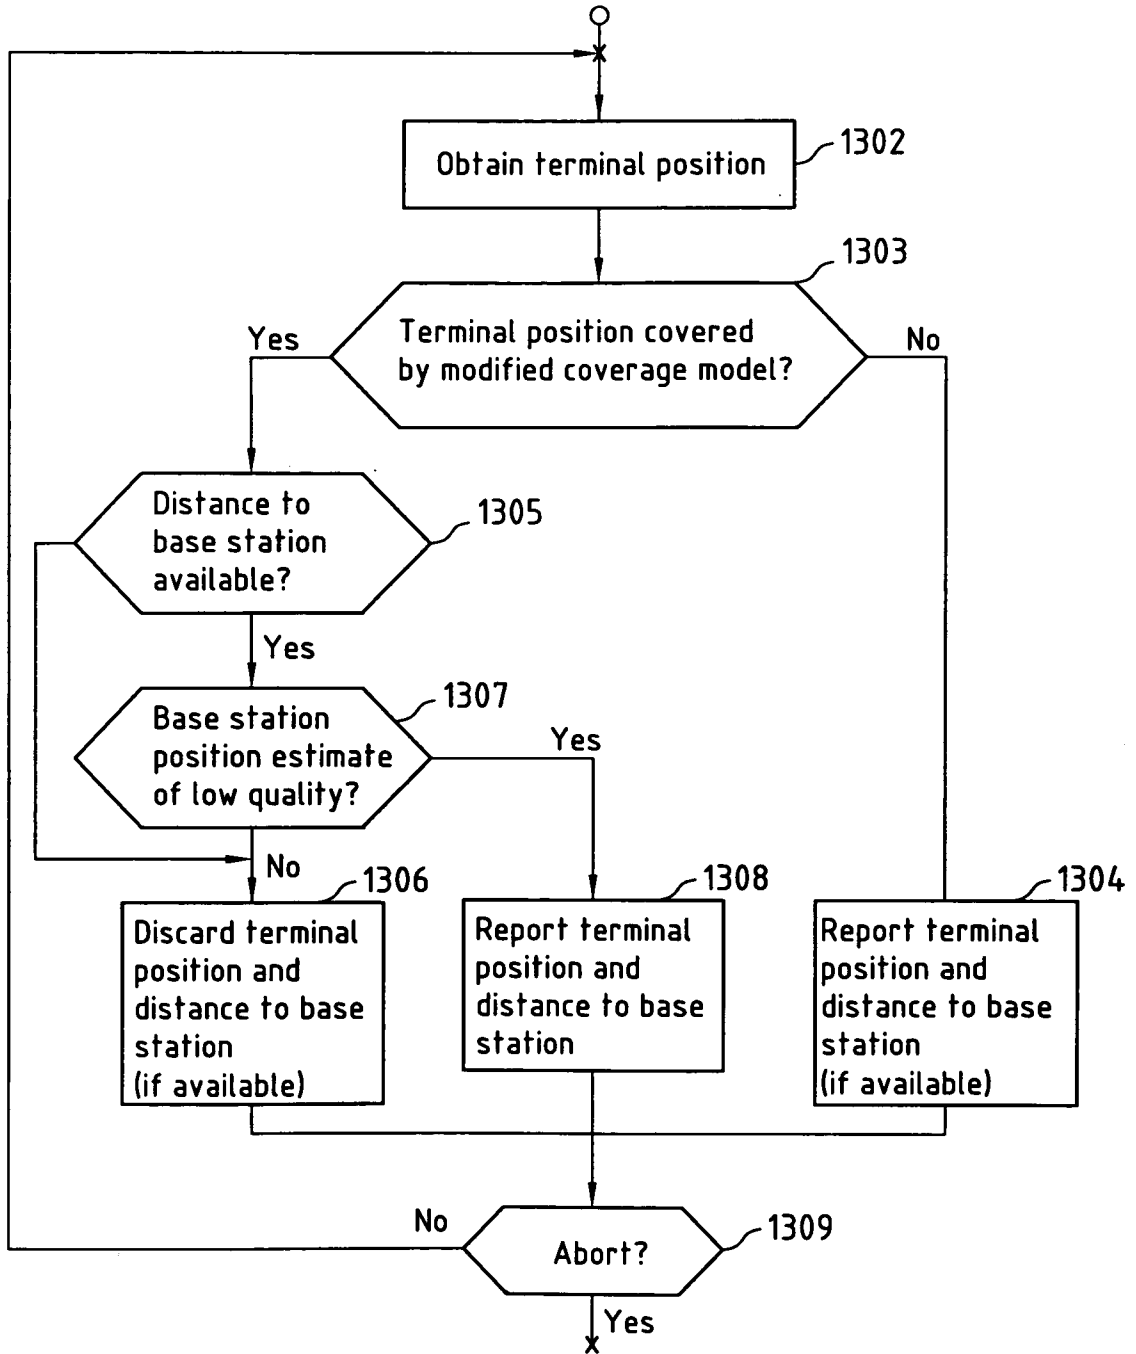 Obtain terminal position
1302
1303
Terminal position covered
by modified coverage model?
Yes
No
Distance to
base station
available?
1305
Yes
Base station
position estimate
of low quality?
1307
Yes
No
1306
Discard terminal
position and
distance to base
station
(if available)
1308
Report terminal
position and
distance to base
station
1304
Report terminal
position and
distance to base
station
(if available)
No
Abort?
1309
Yes